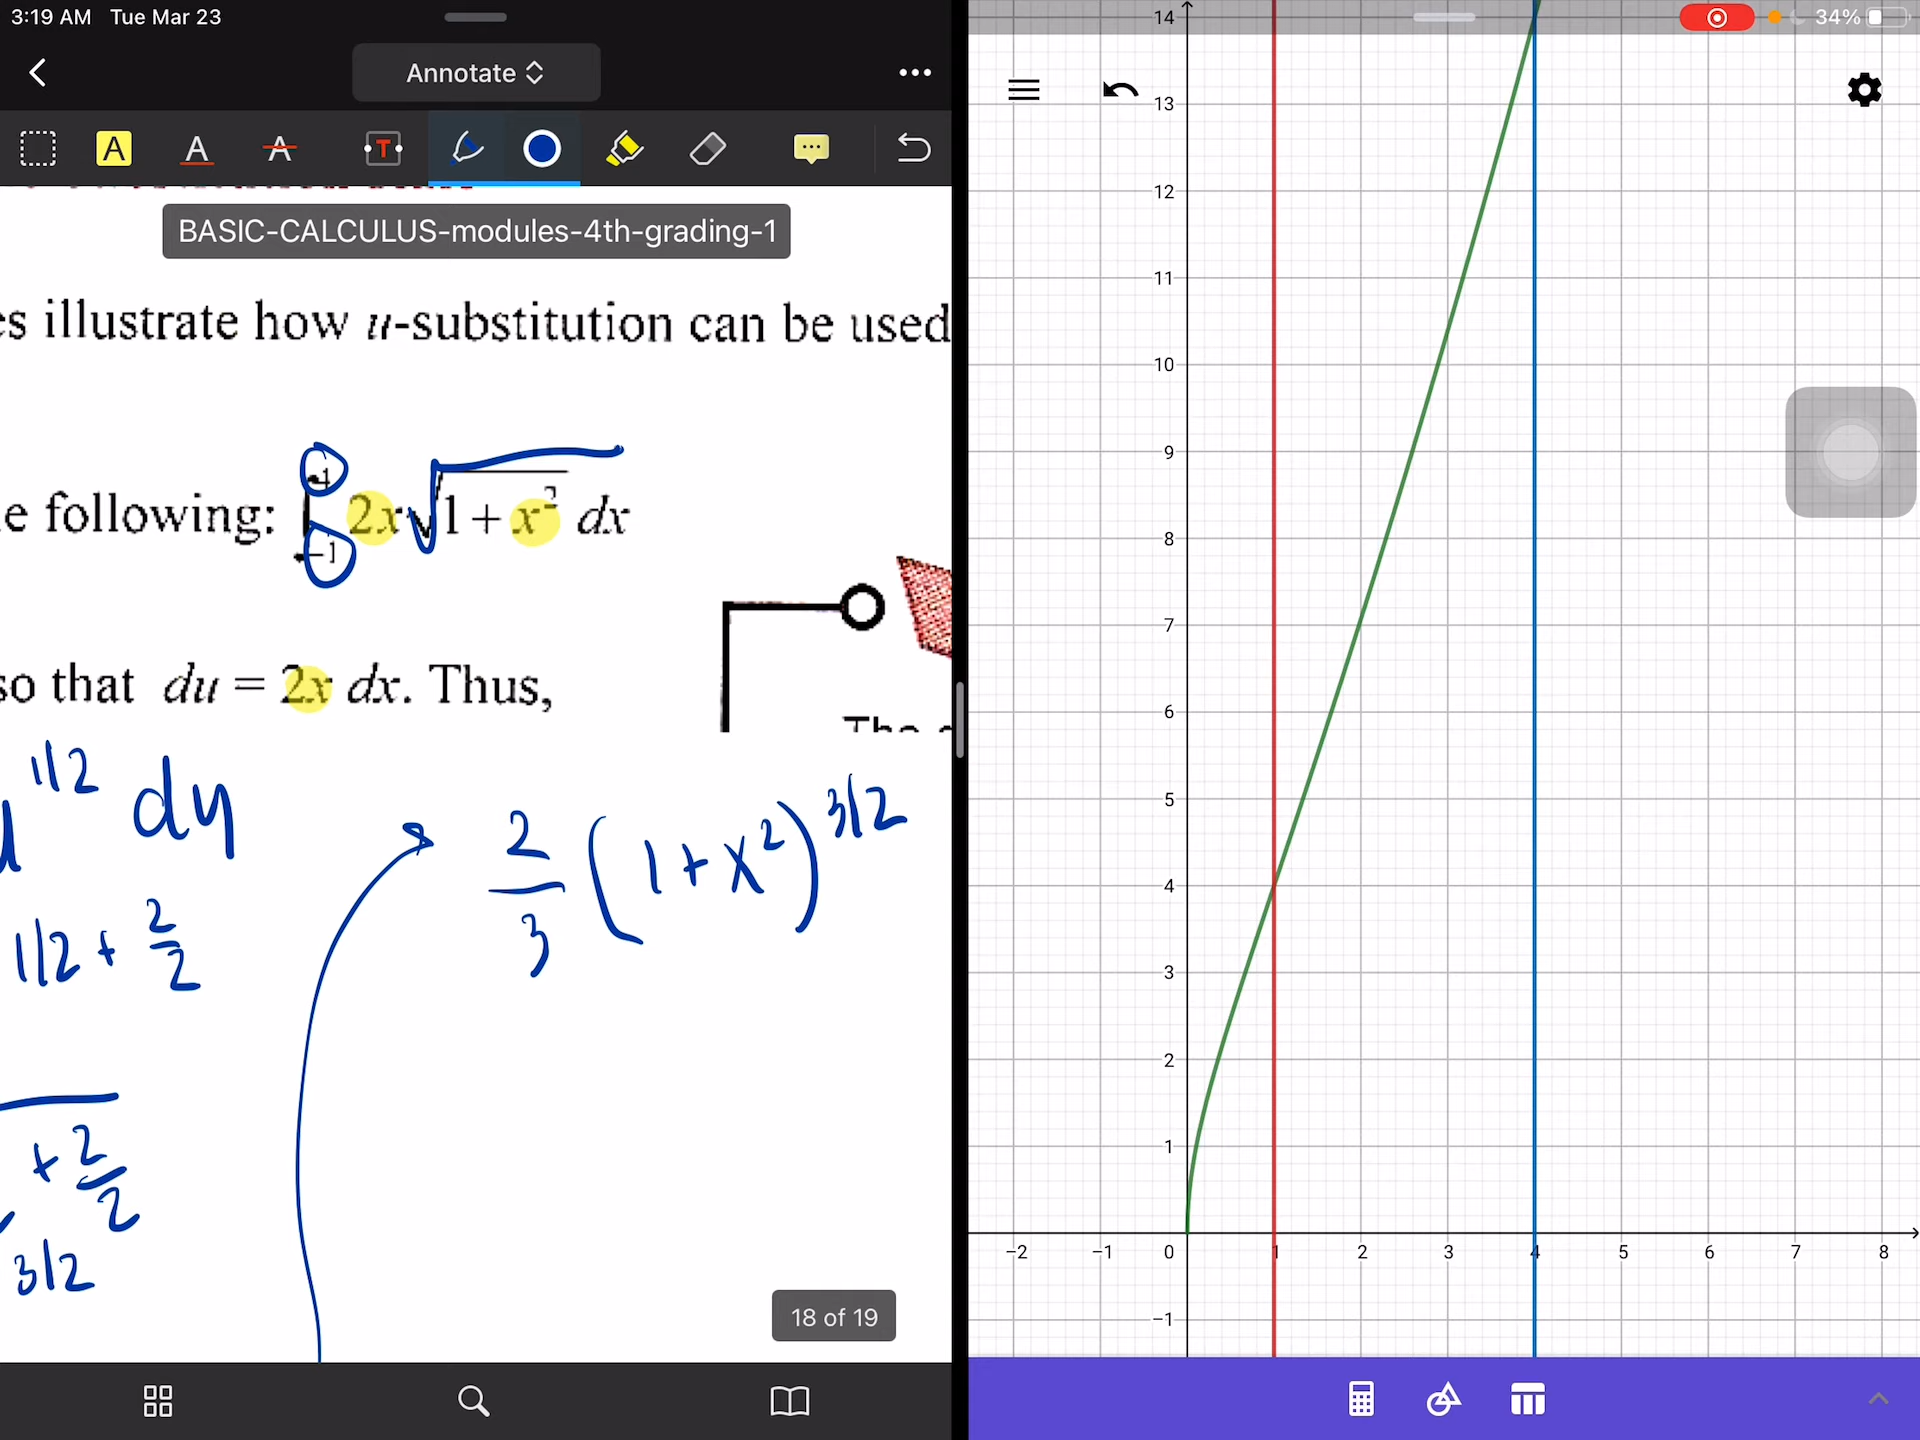 3:19 AM Tue Mar 23
34%
Annotate
A A A T
BASIC-CALCULUS-modules-4th-grading-1
es illustrate how u-substitution can be used
e following: ∫₋₁¹ 2x√1 + x² dx
so that du = 2x dx. Thus,
u^1/2 du
1/2 + 2/2
2/3 (1 + x²)^3/2
+ 2/2
3/2
18 of 19
14
13
12
11
10
9
8
7
6
5
4
3
2
1
−2 −1 0 1 2 3 4 5 6 7 8
−1